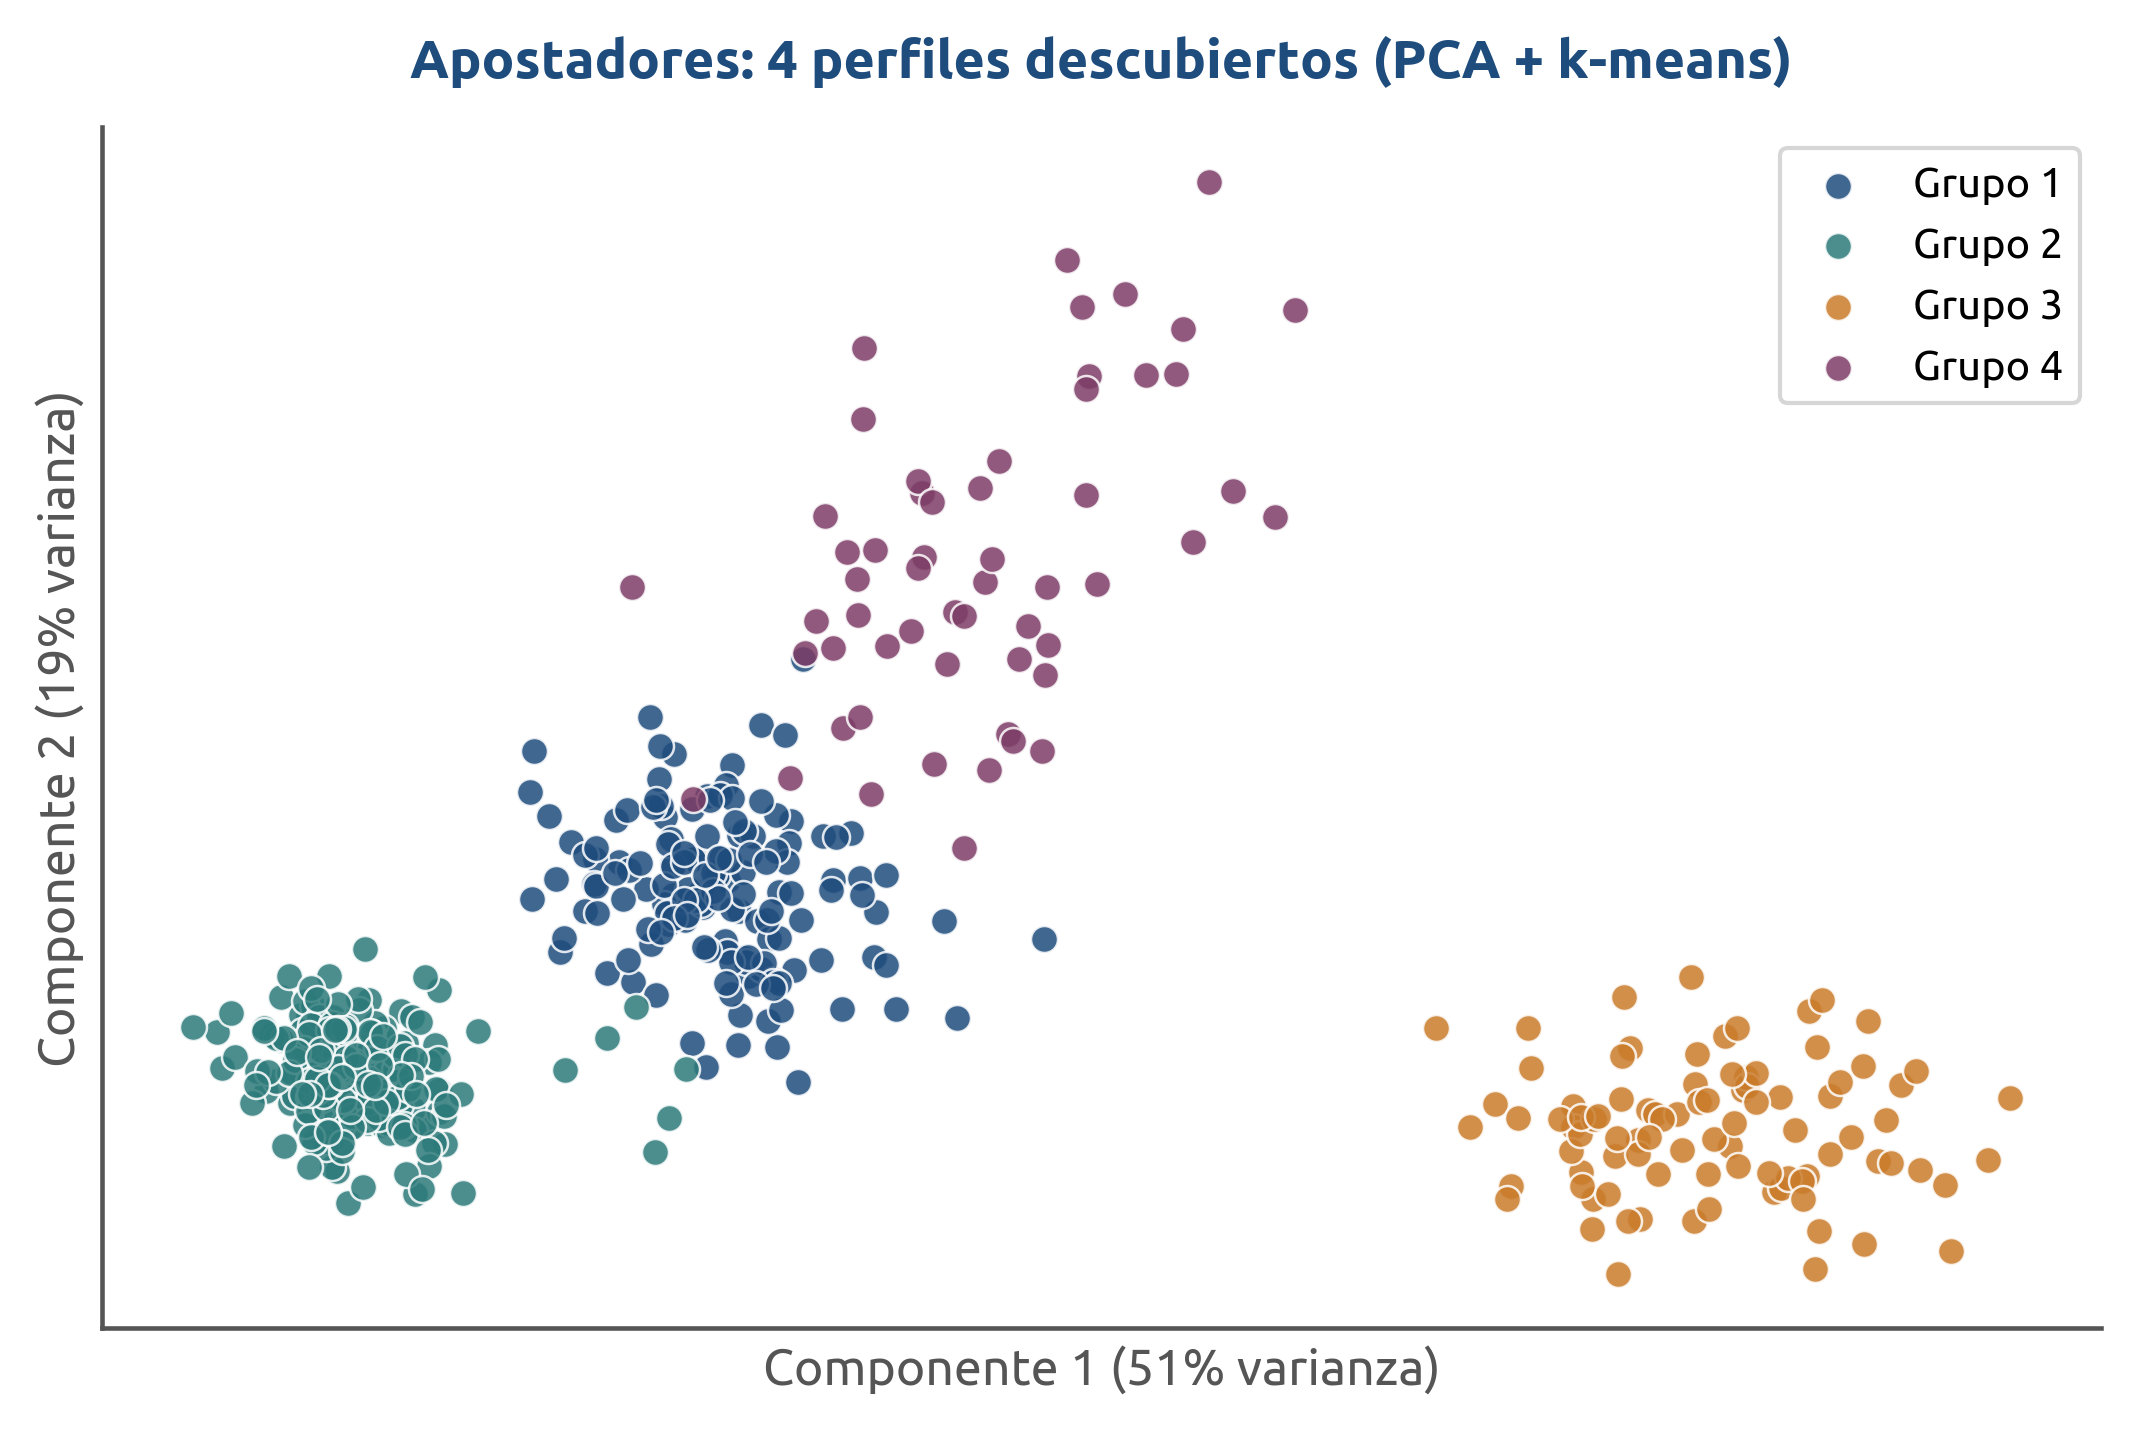 Apostadores: 4 perfiles descubiertos (PCA + k-means)
Grupo 1
Grupo 2
Grupo 3
Grupo 4
Componente 2 (19% varianza)
Componente 1 (51% varianza)